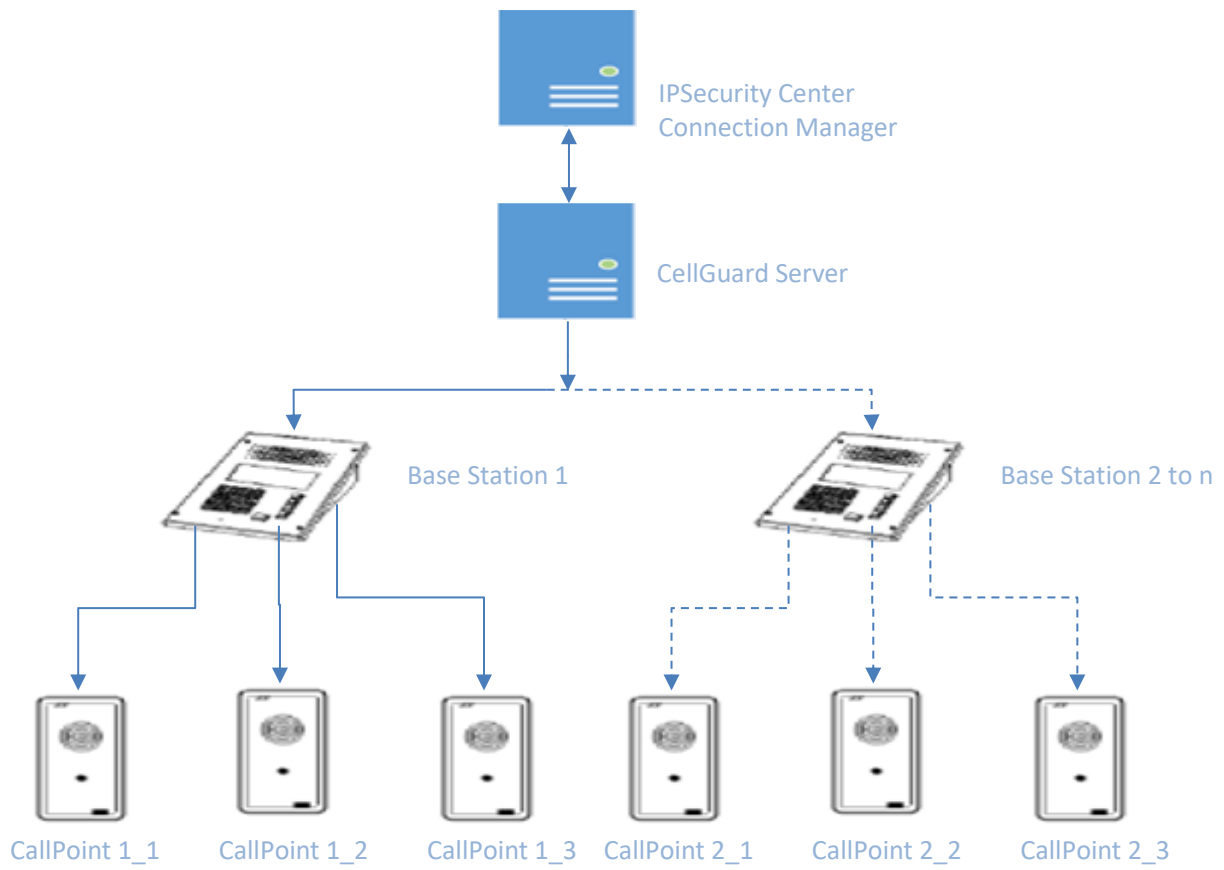 IPSecurity Center
Connection Manager
CellGuard Server
Base Station 1
Base Station 2 to n
CallPoint 1_1
CallPoint 1_2
CallPoint 1_3
CallPoint 2_1
CallPoint 2_2
CallPoint 2_3